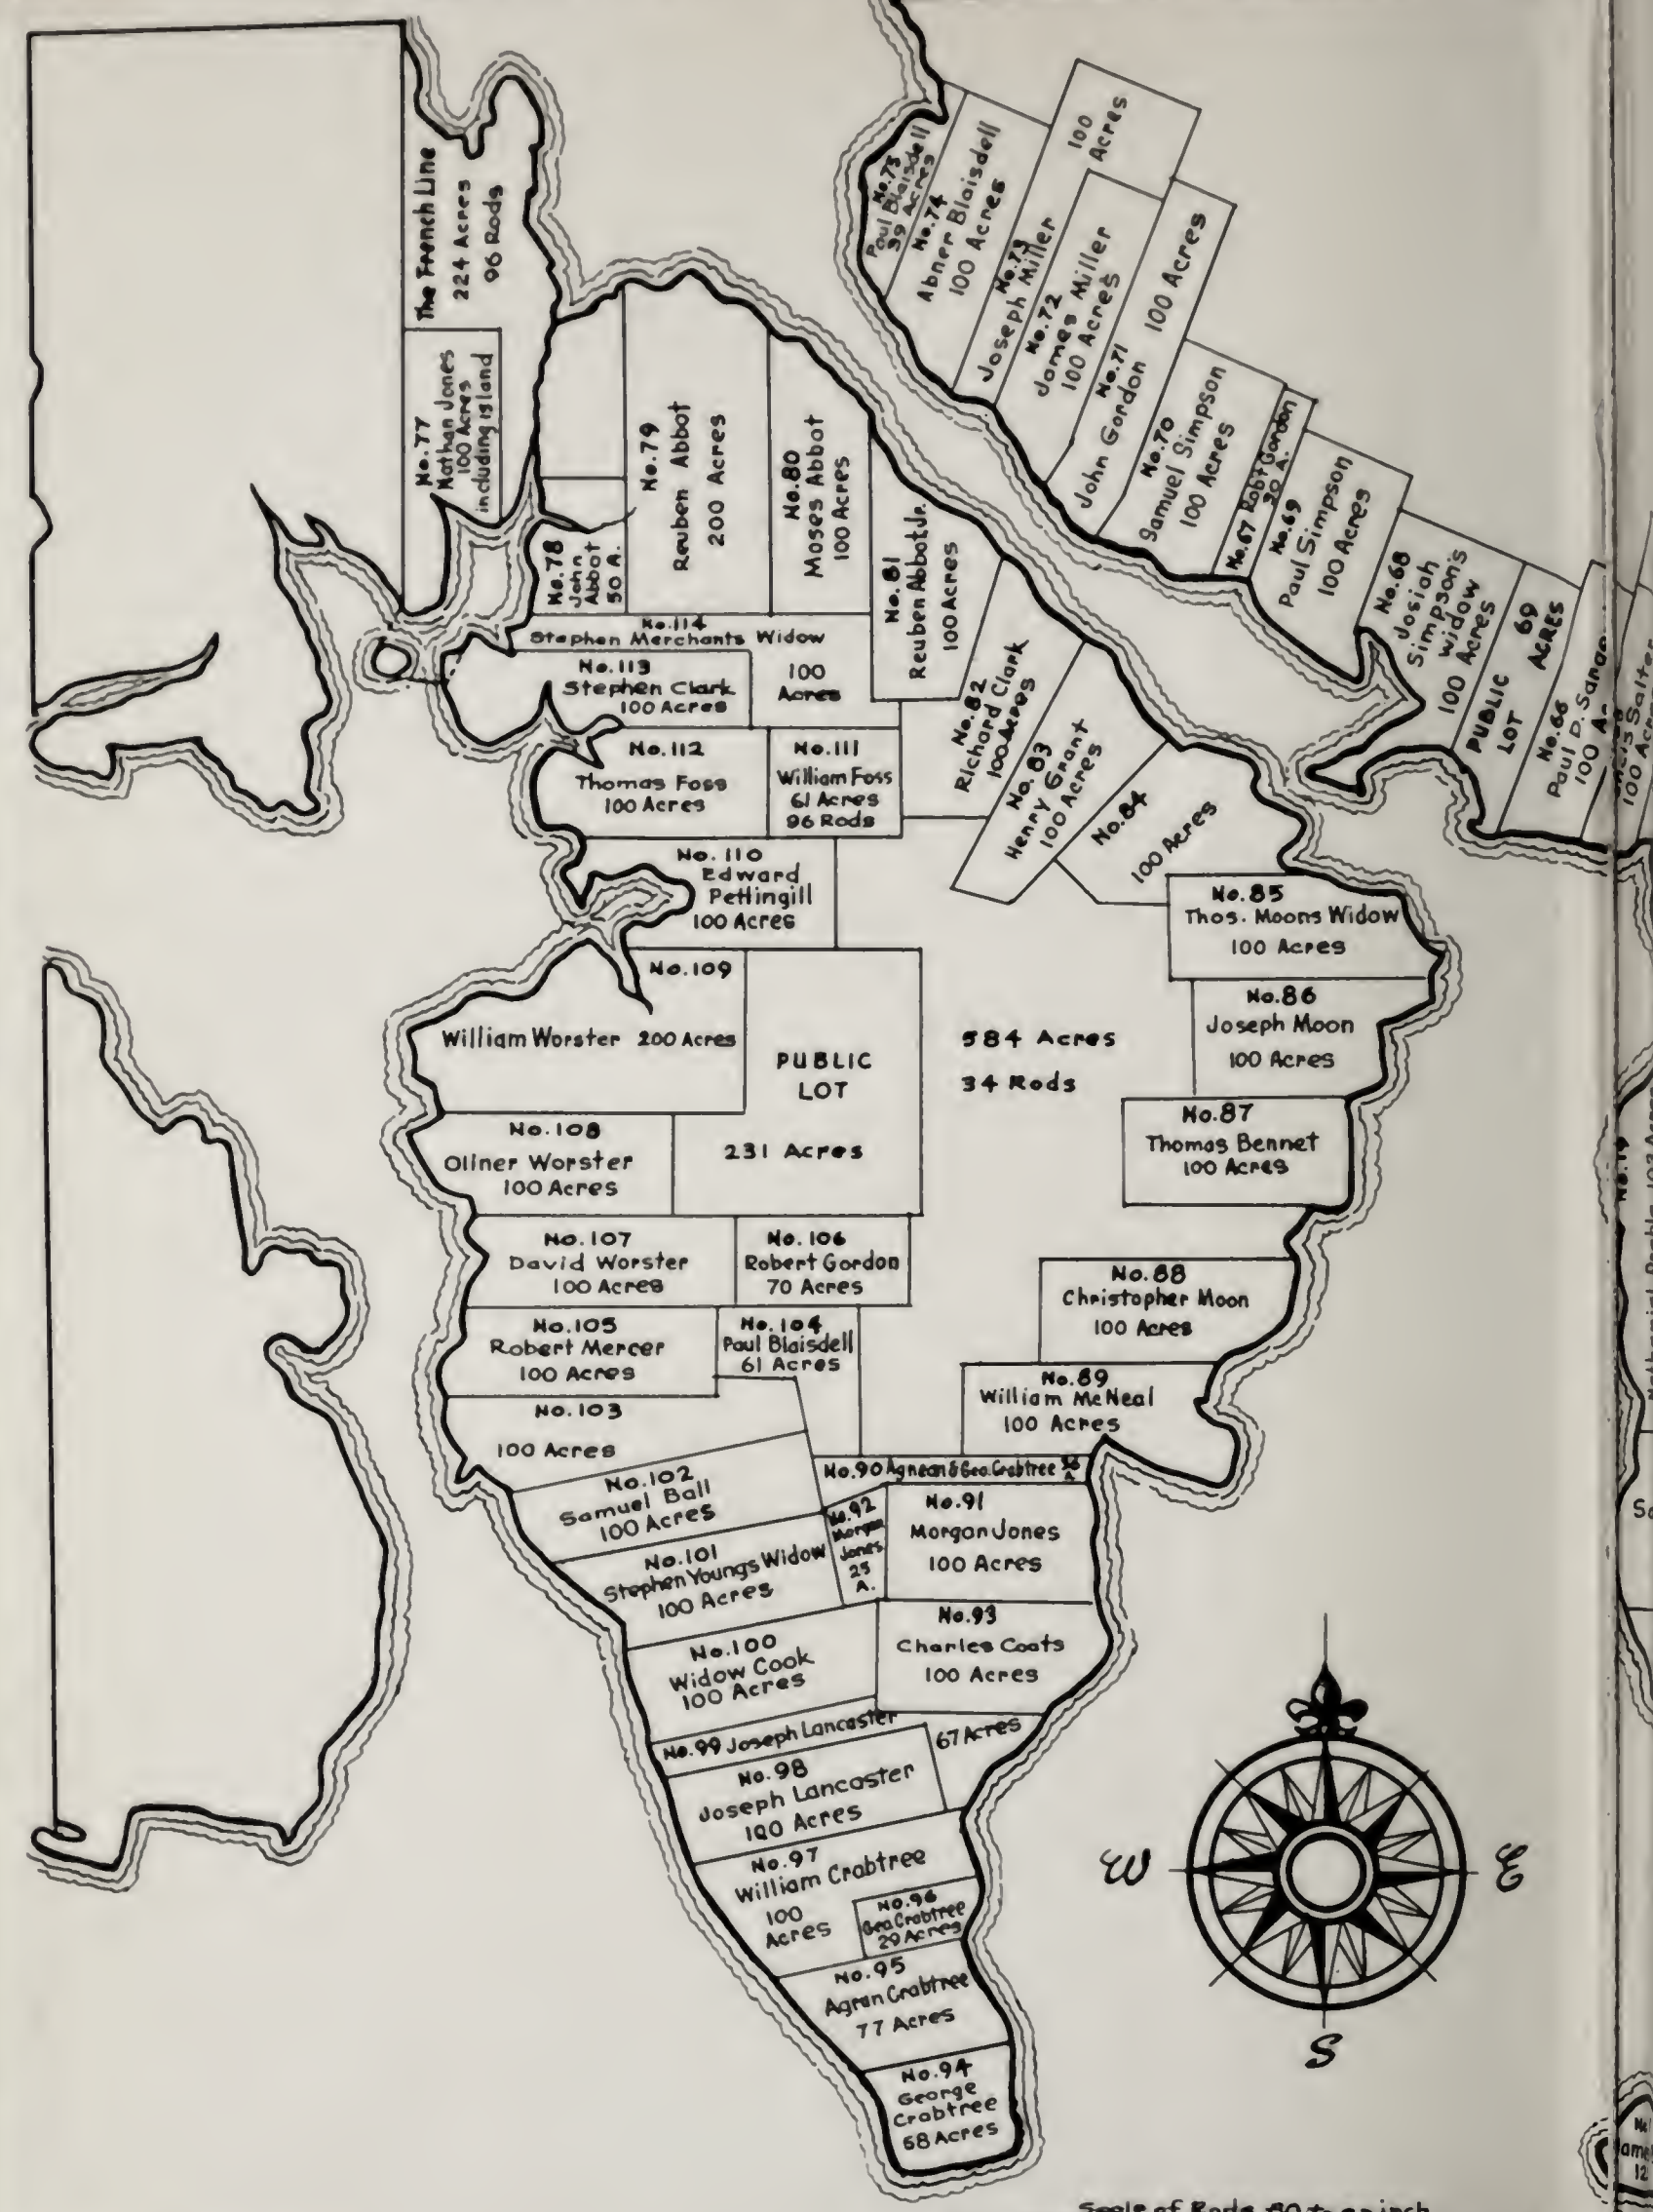 The French Line
224 Acres
96 Rods
No.77
Nathan Jones
100 Acres
including island
No.75
Paul Blaisdell
39 Acres
No.74
Abner Blaisdell
100 Acres
No.73
Joseph Miller
100
Acres
No.72
James Miller
100 Acres
No.71
John Gordon 100 Acres
No.70
Samuel Simpson
100 Acres
No.67 Robt Gordon
30 A.
No.69
Paul Simpson
100 Acres
No.68
Josiah
Simpson's
widow
100 Acres
PUBLIC
LOT
69
ACRES
No.66
Paul D.
100
Salter
100
No.78
John
Abbot
50 A.
No.79
Reuben Abbot
200 Acres
No.80
Moses Abbot
100 Acres
No.81
Reuben Abbot Jr.
100 Acres
No.82
Richard Clark
100 Acres
No.83
Henry Grant
100 Acres
No.84
100 Acres
No.114
Stephen Merchants Widow
100
Acres
No.113
Stephen Clark
100 Acres
No.112
Thomas Foss
100 Acres
No.111
William Foss
61 Acres
96 Rods
No. 110
Edward
Pettingill
100 Acres
No.85
Thos. Moons Widow
100 Acres
No.109
William Worster 200 Acres
PUBLIC
LOT
231 Acres
584 Acres
34 Rods
No.86
Joseph Moon
100 Acres
No.87
Thomas Bennet
100 Acres
No.108
Oliner Worster
100 Acres
No.107
David Worster
100 Acres
No. 106
Robert Gordon
70 Acres
No.88
Christopher Moon
100 Acres
No.105
Robert Mercer
100 Acres
No. 104
Paul Blaisdell
61 Acres
No.89
William McNeal
100 Acres
No.103
100 Acres
No.90 Agnean & Geo. Crabtree
A.
No.102
Samuel Ball
100 Acres
No.92
Morgan
Jones
25
A.
No.91
Morgan Jones
100 Acres
No.101
Stephen Youngs Widow
100 Acres
No.93
Charles Coats
100 Acres
No.100
Widow Cook
100 Acres
No.99 Joseph Lancaster
67 Acres
No.98
Joseph Lancaster
100 Acres
No.97
William Crabtree
100
Acres
No.96
Geo Crabtree
29 Acres
No.95
Agren Crabtree
77 Acres
No.94
George
Crabtree
68 Acres
W
E
S
Scale of Rods 80 to an inch
No.19
103 Acres
12